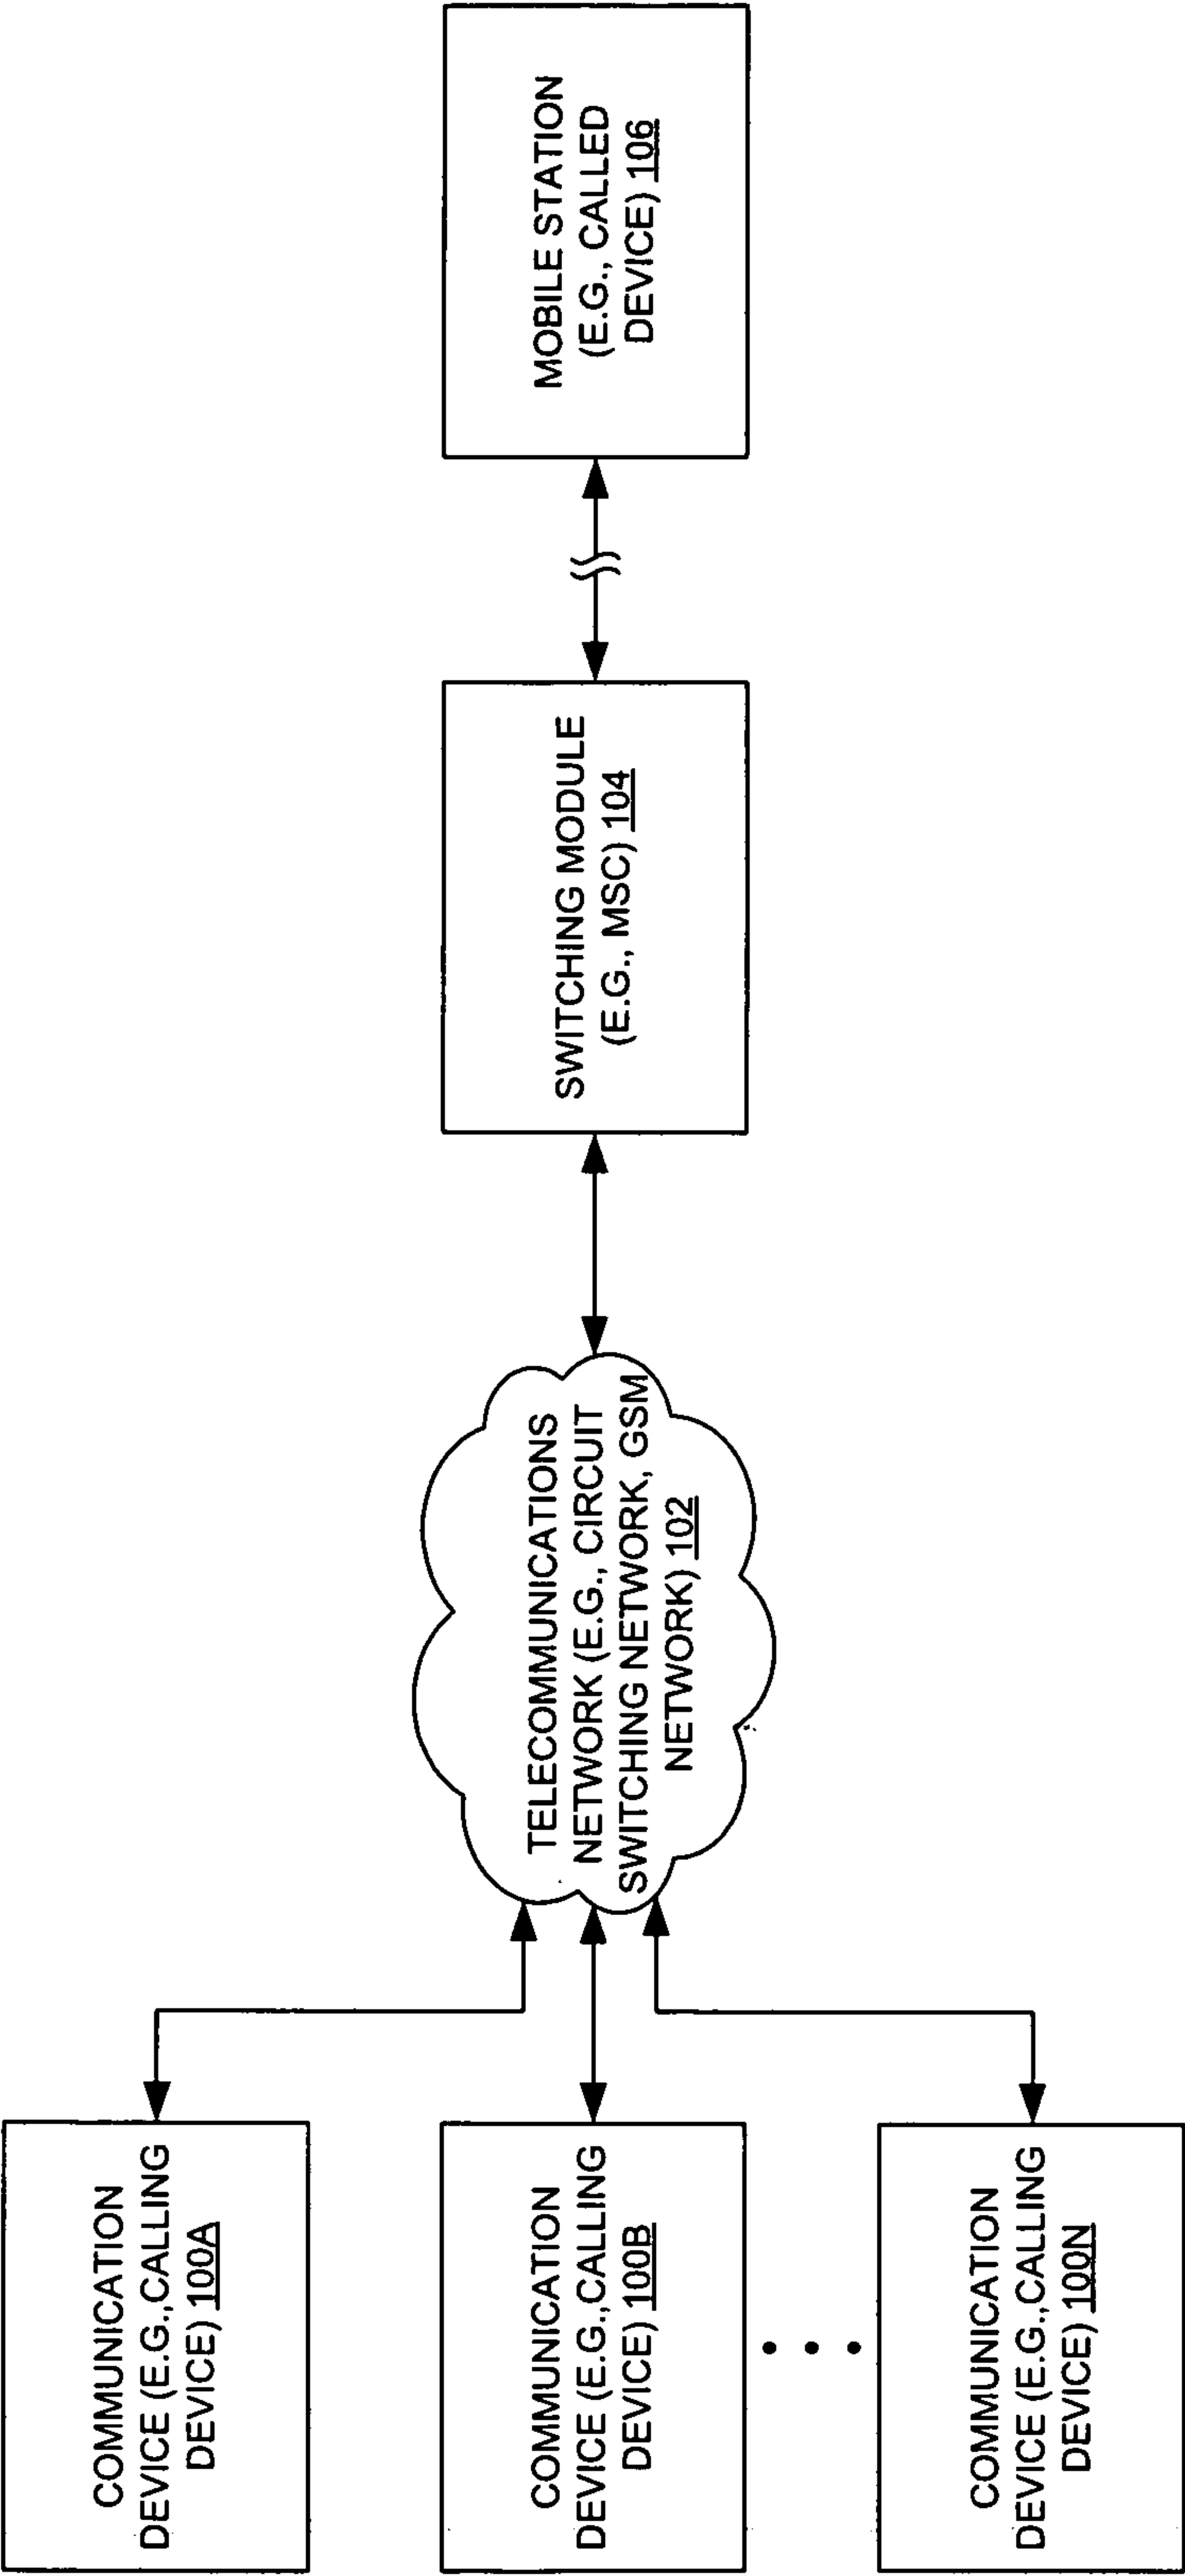 COMMUNICATION
DEVICE (E.G.,CALLING
DEVICE) 100A
COMMUNICATION
DEVICE (E.G.,CALLING
DEVICE) 100B
COMMUNICATION
DEVICE (E.G.,CALLING
DEVICE) 100N
TELECOMMUNICATIONS
NETWORK (E.G., CIRCUIT
SWITCHING NETWORK, GSM
NETWORK) 102
SWITCHING MODULE
(E.G., MSC) 104
MOBILE STATION
(E.G., CALLED
DEVICE) 106